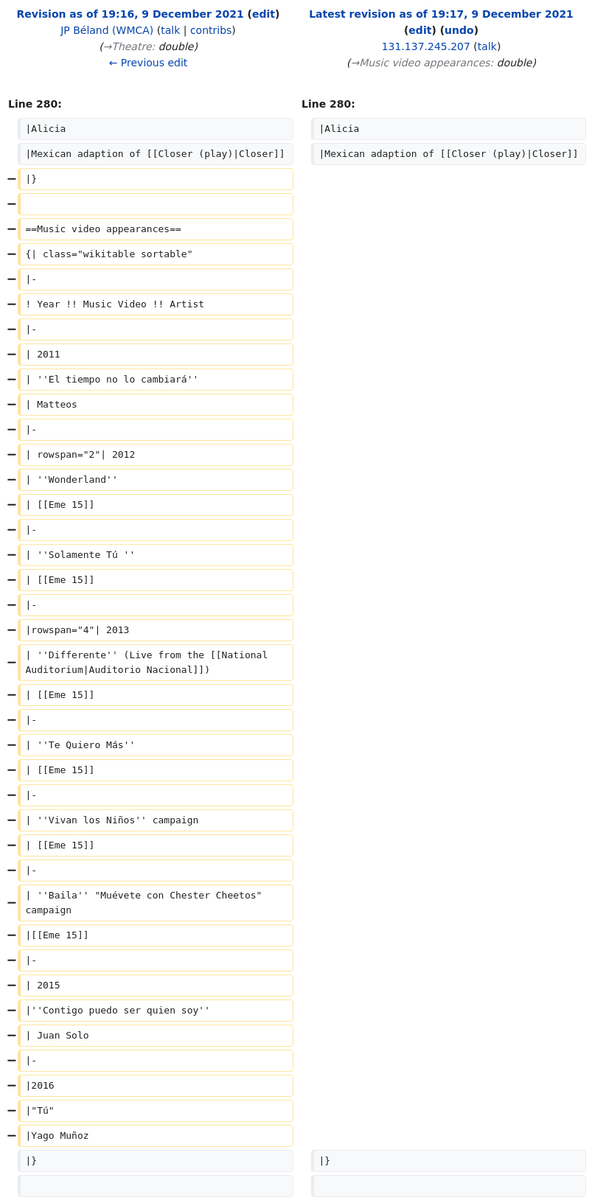 Revision as of 19:16, 9 December 2021 (edit)
JP Béland (WMCA) (talk | contribs)
(→Theatre: double)
← Previous edit
Latest revision as of 19:17, 9 December 2021
(edit) (undo)
131.137.245.207 (talk)
(→Music video appearances: double)
Line 280:
Line 280:
|Alicia
|Alicia
|Mexican adaption of [[Closer (play)|Closer]]
|Mexican adaption of [[Closer (play)|Closer]]
− |}
−
− ==Music video appearances==
− {| class="wikitable sortable"
− |-
− ! Year !! Music Video !! Artist
− |-
− | 2011
− | ''El tiempo no lo cambiará''
− | Matteos
− |-
− | rowspan="2"| 2012
− | ''Wonderland''
− | [[Eme 15]]
− |-
− | ''Solamente Tú ''
− | [[Eme 15]]
− |-
− |rowspan="4"| 2013
− | ''Differente'' (Live from the [[National
Auditorium|Auditorio Nacional]])
− | [[Eme 15]]
− |-
− | ''Te Quiero Más''
− | [[Eme 15]]
− |-
− | ''Vivan los Niños'' campaign
− | [[Eme 15]]
− |-
− | ''Baila'' "Muévete con Chester Cheetos"
campaign
− |[[Eme 15]]
− |-
− | 2015
− |''Contigo puedo ser quien soy''
− | Juan Solo
− |-
− |2016
− |"Tú"
− |Yago Muñoz
|}
|}